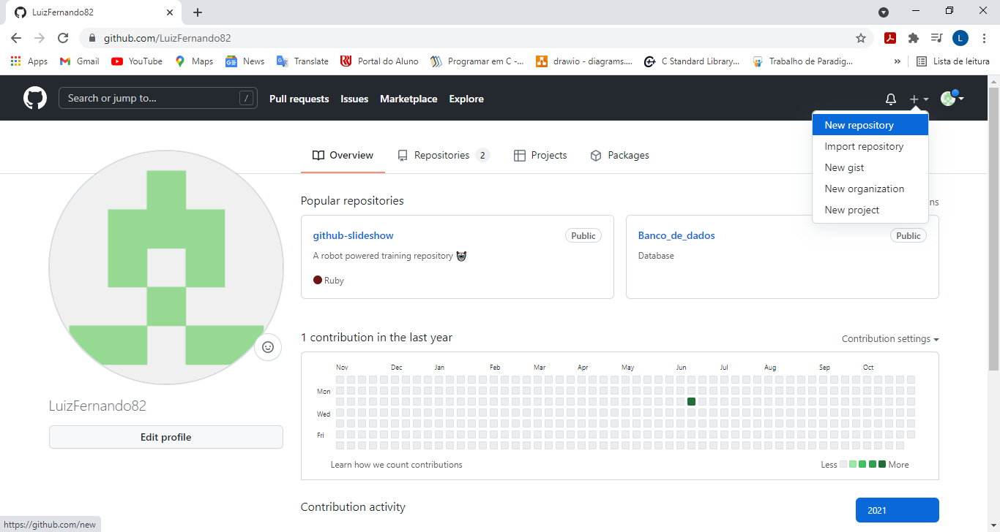 LuizFernando82
github.com/LuizFernando82
L
Apps Gmail YouTube Maps News Translate Portal do Aluno Programar em C -... drawio - diagrams.... C Standard Library... Trabalho de Paradig... » Lista de leitura
Search or jump to... / Pull requests Issues Marketplace Explore
New repository
Import repository
New gist
New organization
New project
Overview Repositories 2 Projects Packages
Popular repositories
ns
github-slideshow Public
A robot powered training repository
Ruby
Banco_de_dados Public
Database
1 contribution in the last year
Contribution settings
Nov Dec Jan Feb Mar Apr May Jun Jul Aug Sep Oct
Mon
Wed
Fri
Learn how we count contributions
Less More
LuizFernando82
Edit profile
Contribution activity
2021
https://github.com/new